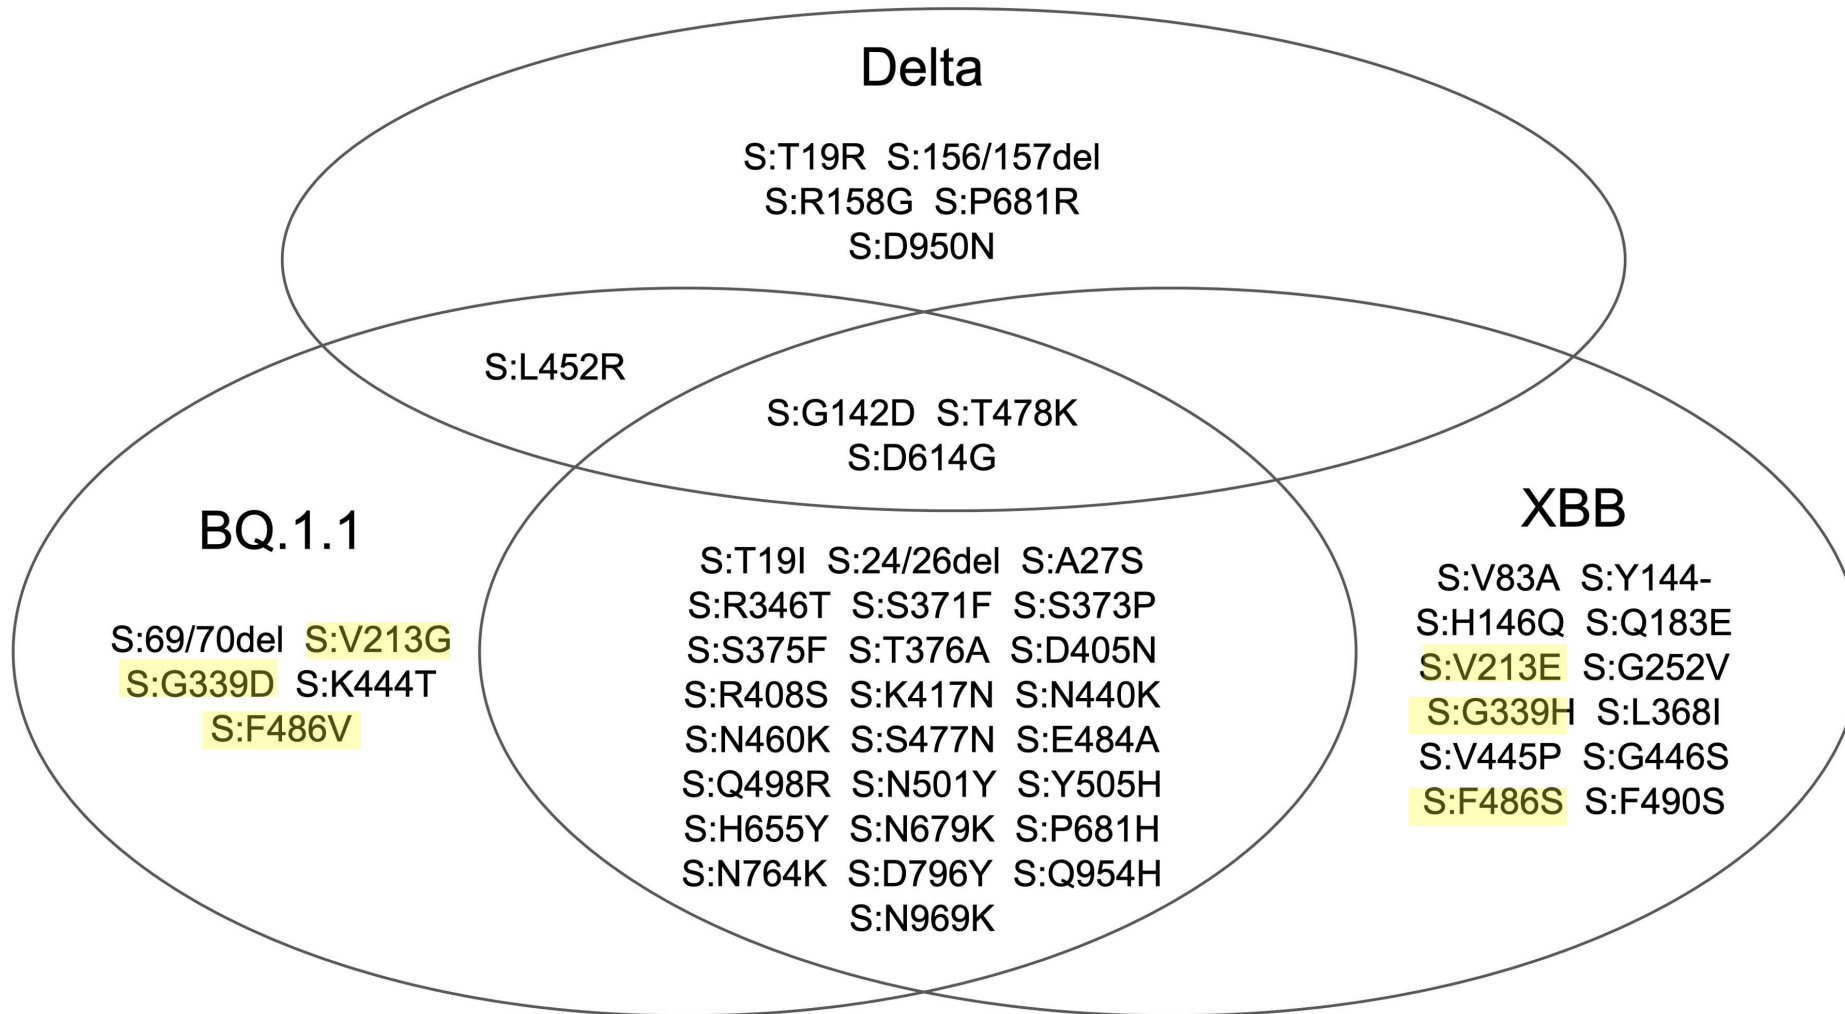 Delta
S:T19R S:156/157del
S:R158G S:P681R
S:D950N
S:L452R
S:G142D S:T478K
S:D614G
BQ.1.1
S:69/70del S:V213G
S:G339D S:K444T
S:F486V
S:T19I S:24/26del S:A27S
S:R346T S:S371F S:S373P
S:S375F S:T376A S:D405N
S:R408S S:K417N S:N440K
S:N460K S:S477N S:E484A
S:Q498R S:N501Y S:Y505H
S:H655Y S:N679K S:P681H
S:N764K S:D796Y S:Q954H
S:N969K
XBB
S:V83A S:Y144-
S:H146Q S:Q183E
S:V213E S:G252V
S:G339H S:L368I
S:V445P S:G446S
S:F486S S:F490S